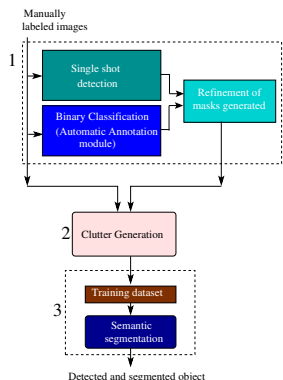 Manually
labeled images
1
Single shot
detection
Refinement of
masks generated
Binary Classification
(Automatic Annotation
module)
2
Clutter Generation
3
Training dataset
Semantic
segmentation
Detected and segmented object